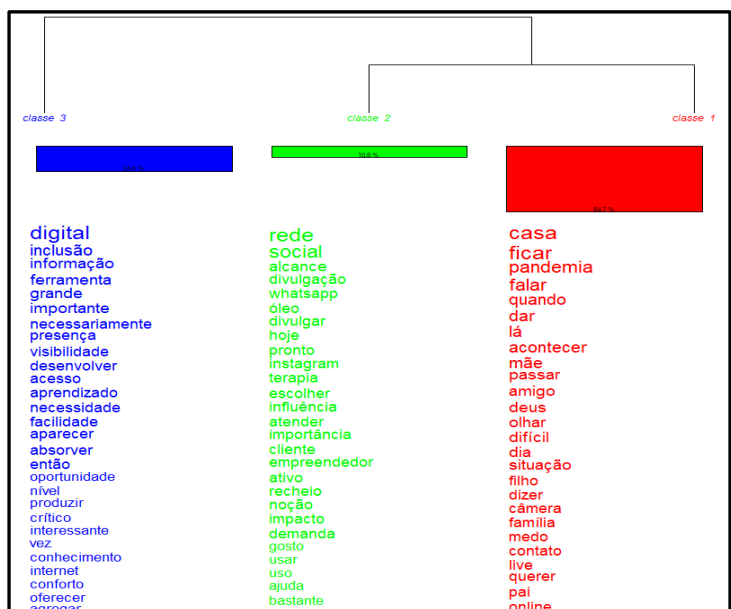 classe 3
classe 2
classe 1
digital
inclusão
informação
ferramenta
grande
importante
necessariamente
presença
visibilidade
desenvolver
acesso
aprendizado
necessidade
facilidade
aparecer
absorver
então
oportunidade
nível
produzir
crítico
interessante
vez
conhecimento
internet
conforto
oferecer
agregar
rede
social
alcance
divulgação
whatsapp
óleo
divulgar
hoje
pronto
instagram
terapia
escolher
influência
atender
importância
cliente
empreendedor
ativo
recheio
noção
impacto
demanda
gosto
usar
uso
ajuda
bastante
casa
ficar
pandemia
falar
quando
dar
lá
acontecer
mãe
passar
amigo
deus
olhar
difícil
dia
situação
filho
dizer
câmera
família
medo
contato
live
querer
pai
online